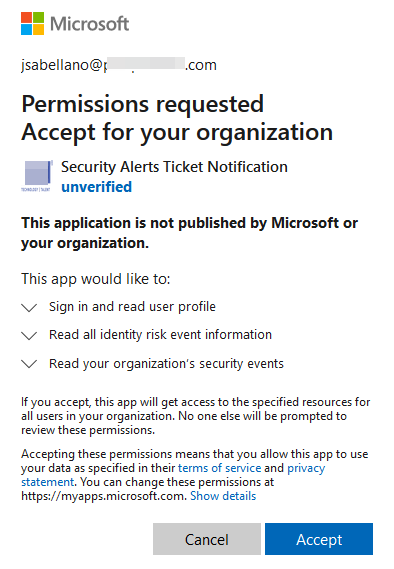 Microsoft
jsabellano@p .com
Permissions requested
Accept for your organization
Security Alerts Ticket Notification
TECHNOLOGY | TALENT
unverified
This application is not published by Microsoft or
your organization.
This app would like to:
Sign in and read user profile
Read all identity risk event information
Read your organization's security events
If you accept, this app will get access to the specified resources for
all users in your organization. No one else will be prompted to
review these permissions.
Accepting these permissions means that you allow this app to use
your data as specified in their terms of service and privacy
statement. You can change these permissions at
https://myapps.microsoft.com. Show details
Cancel
Accept